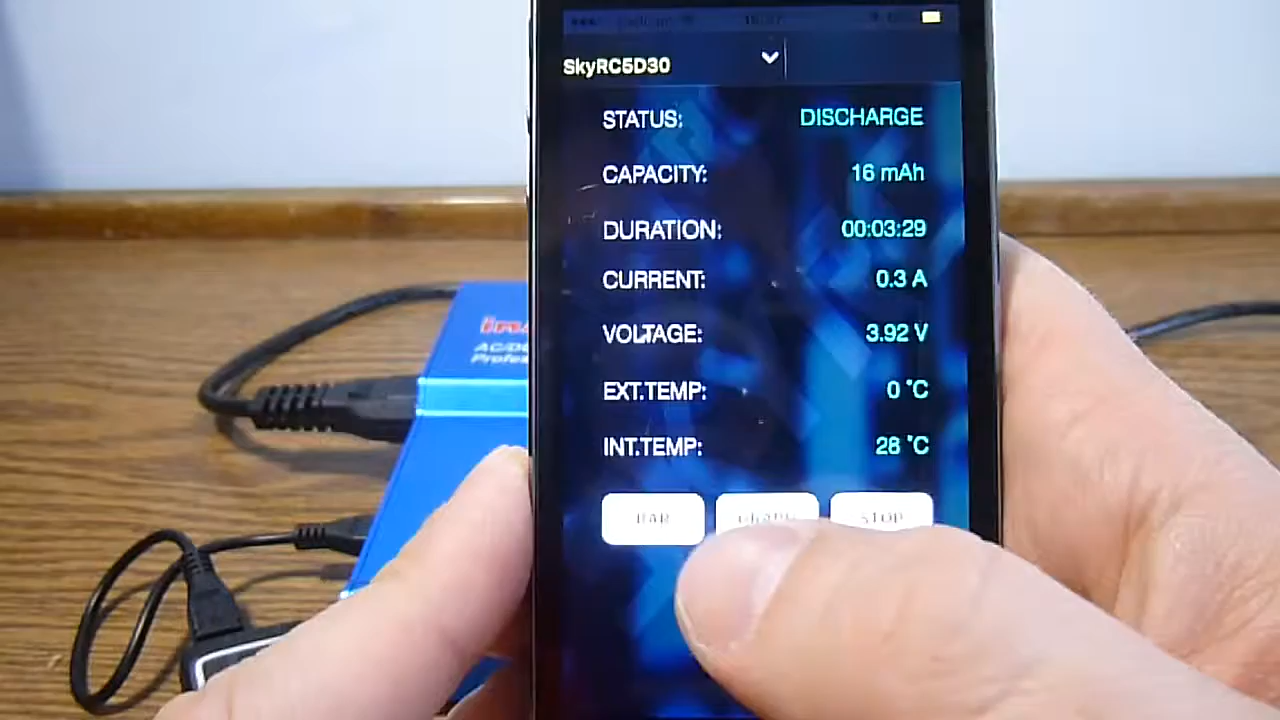 SkyRC5D30
STATUS: DISCHARGE
CAPACITY: 16 mAh
DURATION: 00:03:29
CURRENT: 0.3 A
VOLTAGE: 3.92 V
EXT.TEMP: 0 °C
INT.TEMP: 28 °C
BAR STOP